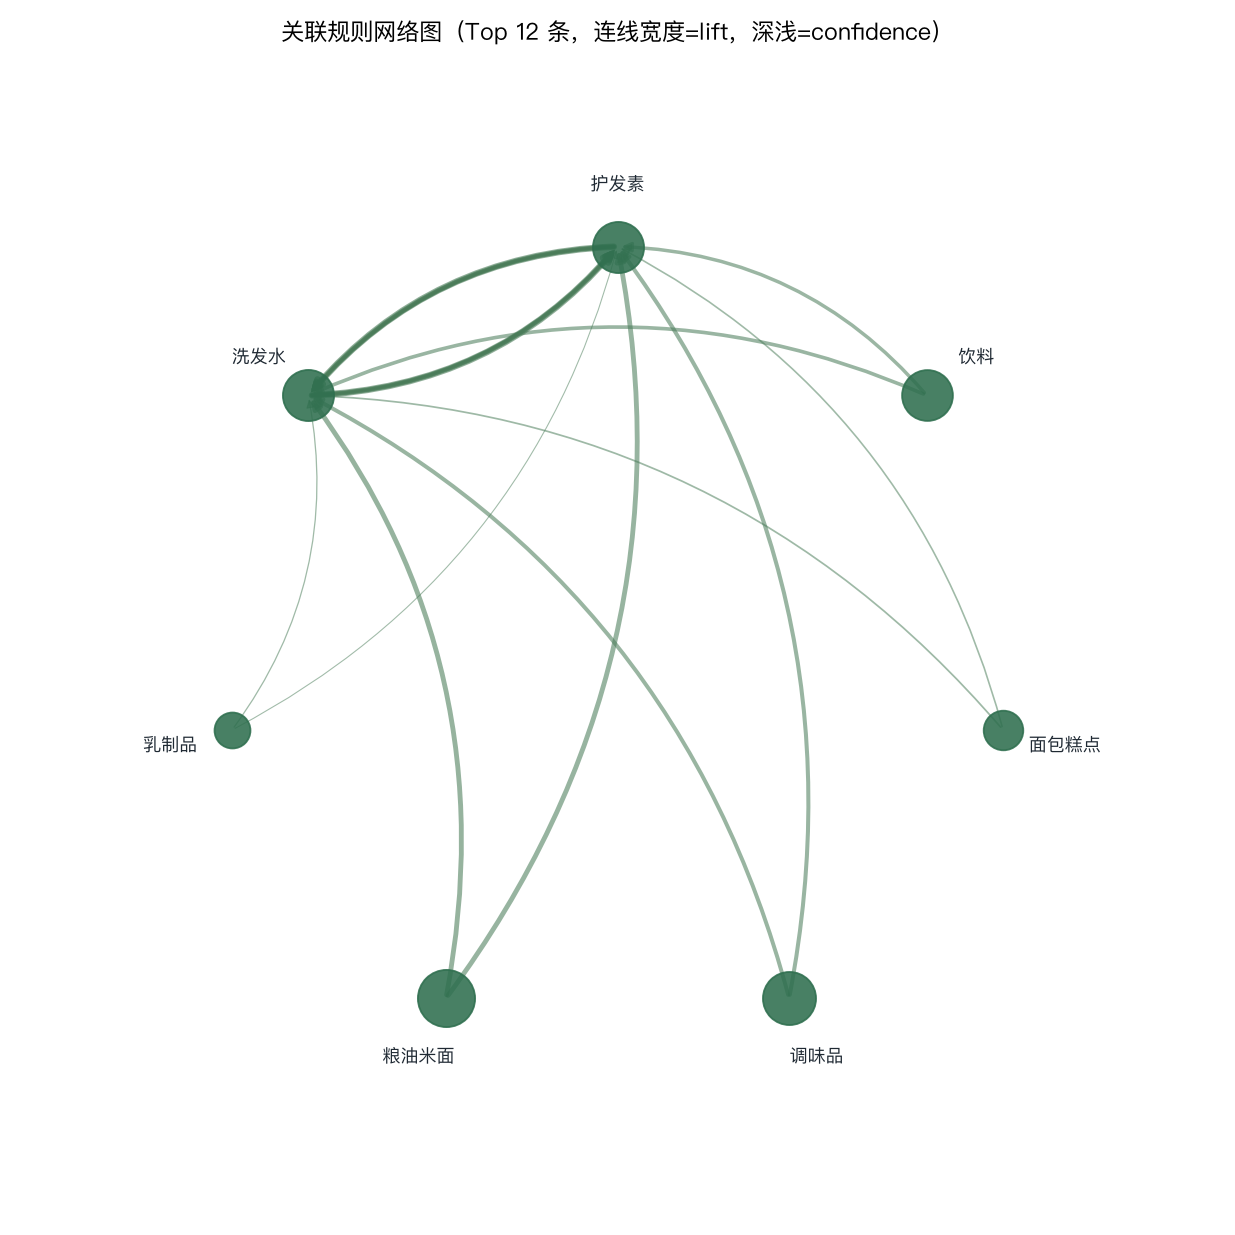 关联规则网络图（Top 12 条，连线宽度=lift，深浅=confidence）
护发素
洗发水
饮料
乳制品
面包糕点
粮油米面
调味品